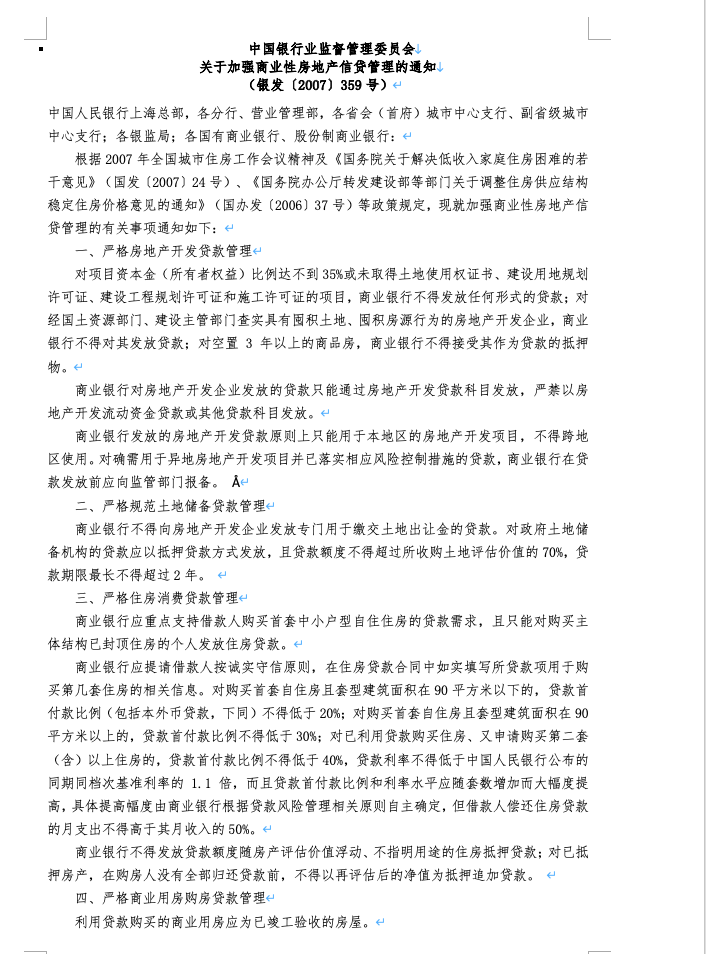 中国银行业监督管理委员会
关于加强商业性房地产信贷管理的通知
（银发〔2007〕359 号）
中国人民银行上海总部，各分行、营业管理部，各省会（首府）城市中心支行、副省级城市
中心支行；各银监局；各国有商业银行、股份制商业银行：
根据 2007 年全国城市住房工作会议精神及《国务院关于解决低收入家庭住房困难的若
干意见》（国发〔2007〕24 号）、《国务院办公厅转发建设部等部门关于调整住房供应结构
稳定住房价格意见的通知》（国办发〔2006〕37 号）等政策规定，现就加强商业性房地产信
贷管理的有关事项通知如下：
一、严格房地产开发贷款管理
对项目资本金（所有者权益）比例达不到 35%或未取得土地使用权证书、建设用地规划
许可证、建设工程规划许可证和施工许可证的项目，商业银行不得发放任何形式的贷款；对
经国土资源部门、建设主管部门查实具有囤积土地、囤积房源行为的房地产开发企业，商业
银行不得对其发放贷款；对空置 3 年以上的商品房，商业银行不得接受其作为贷款的抵押
物。
商业银行对房地产开发企业发放的贷款只能通过房地产开发贷款科目发放，严禁以房
地产开发流动资金贷款或其他贷款科目发放。
商业银行发放的房地产开发贷款原则上只能用于本地区的房地产开发项目，不得跨地
区使用。对确需用于异地房地产开发项目并已落实相应风险控制措施的贷款，商业银行在贷
款发放前应向监管部门报备。 Â
二、严格规范土地储备贷款管理
商业银行不得向房地产开发企业发放专门用于缴交土地出让金的贷款。对政府土地储
备机构的贷款应以抵押贷款方式发放，且贷款额度不得超过所收购土地评估价值的 70%，贷
款期限最长不得超过 2 年。
三、严格住房消费贷款管理
商业银行应重点支持借款人购买首套中小户型自住住房的贷款需求，且只能对购买主
体结构已封顶住房的个人发放住房贷款。
商业银行应提请借款人按诚实守信原则，在住房贷款合同中如实填写所贷款项用于购
买第几套住房的相关信息。对购买首套自住房且套型建筑面积在 90 平方米以下的，贷款首
付款比例（包括本外币贷款，下同）不得低于 20%；对购买首套自住房且套型建筑面积在 90
平方米以上的，贷款首付款比例不得低于 30%；对已利用贷款购买住房、又申请购买第二套
（含）以上住房的，贷款首付款比例不得低于 40%，贷款利率不得低于中国人民银行公布的
同期同档次基准利率的 1.1 倍，而且贷款首付款比例和利率水平应随套数增加而大幅度提
高，具体提高幅度由商业银行根据贷款风险管理相关原则自主确定，但借款人偿还住房贷款
的月支出不得高于其月收入的 50%。
商业银行不得发放贷款额度随房产评估价值浮动、不指明用途的住房抵押贷款；对已抵
押房产，在购房人没有全部归还贷款前，不得以再评估后的净值为抵押追加贷款。
四、严格商业用房购房贷款管理
利用贷款购买的商业用房应为已竣工验收的房屋。